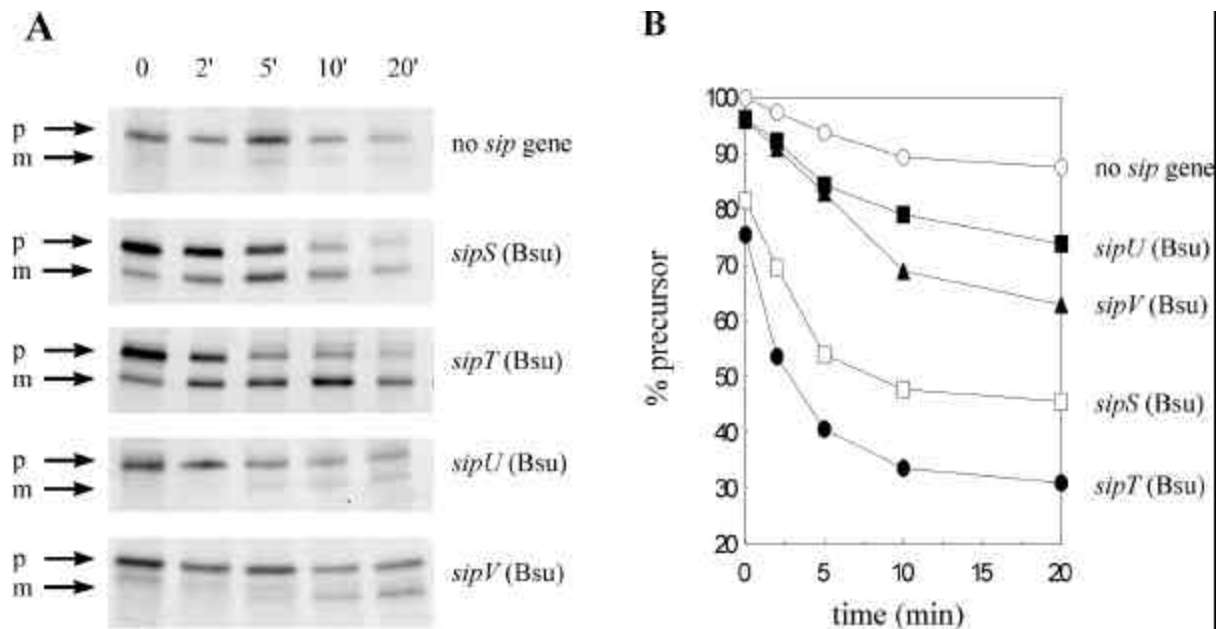 A
0 2' 5' 10' 20'
p
m
no sip gene
p
m
sipS (Bsu)
p
m
sipT (Bsu)
p
m
sipU (Bsu)
p
m
sipV (Bsu)
B
100
90
80
70
60
50
40
30
20
% precursor
0 5 10 15 20
time (min)
no sip gene
sipU (Bsu)
sipV (Bsu)
sipS (Bsu)
sipT (Bsu)